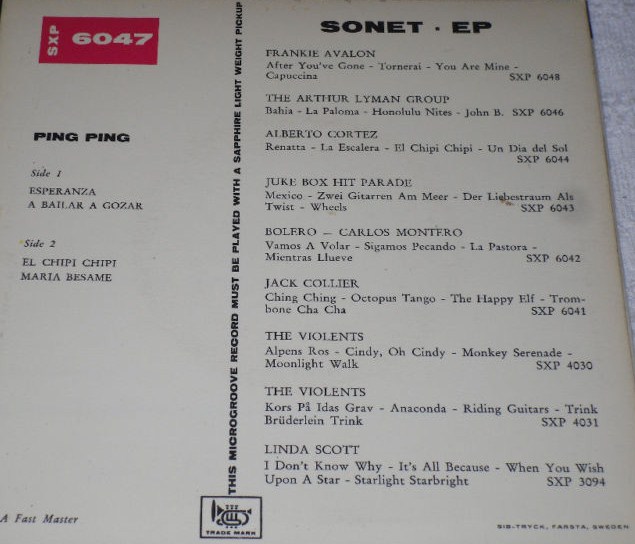 SXP 6047
PING PING
Side 1
ESPERANZA
A BAILAR A GOZAR
Side 2
EL CHIPI CHIPI
MARIA BESAME
A Fast Master
THIS MICROGROOVE RECORD MUST BE PLAYED WITH A SAPPHIRE LIGHT WEIGHT PICKUP
TRADE MARK
SONET · EP
FRANKIE AVALON
After You've Gone - Tornerai - You Are Mine -
Capuccina SXP 6048
THE ARTHUR LYMAN GROUP
Bahia - La Paloma - Honolulu Nites - John B. SXP 6046
ALBERTO CORTEZ
Renatta - La Escalera - El Chipi Chipi - Un Dia del Sol
SXP 6044
JUKE BOX HIT PARADE
Mexico - Zwei Gitarren Am Meer - Der Liebestraum Als
Twist - Wheels SXP 6043
BOLERO - CARLOS MONTERO
Vamos A Volar - Sigamos Pecando - La Pastora -
Mientras Llueve SXP 6042
JACK COLLIER
Ching Ching - Octopus Tango - The Happy Elf - Trom-
bone Cha Cha SXP 6041
THE VIOLENTS
Alpens Ros - Cindy, Oh Cindy - Monkey Serenade -
Moonlight Walk SXP 4030
THE VIOLENTS
Kors På Idas Grav - Anaconda - Riding Guitars - Trink
Brüderlein Trink SXP 4031
LINDA SCOTT
I Don't Know Why - It's All Because - When You Wish
Upon A Star - Starlight Starbright SXP 3094
SIB-TRYCK, FARSTA, SWEDEN